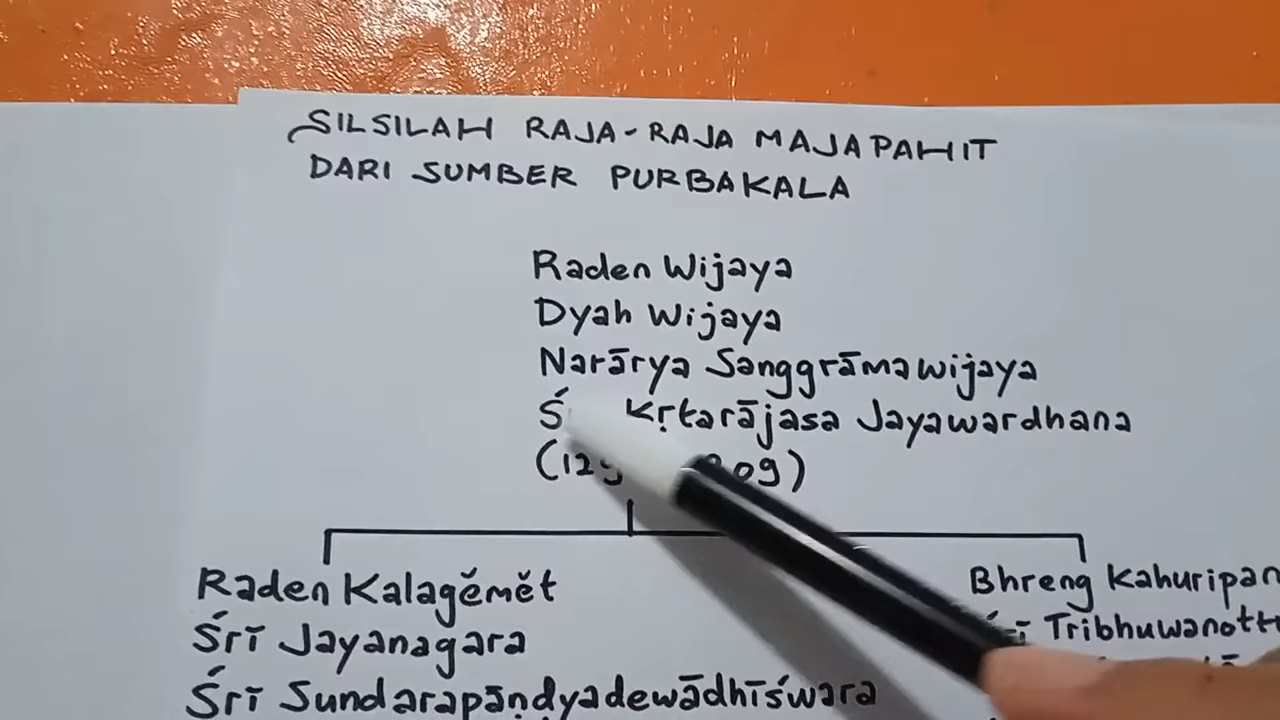 SILSILAH RAJA-RAJA MAJAPAHIT
DARI SUMBER PURBAKALA
Raden Wijaya
Dyah Wijaya
Narārya Sanggrāmawijaya
Kṛtarājasa Jayawardhana
Raden Kalagĕmĕt
Śrī Jayanagara
Śrī Sundarapāṇḍyadewādhīśwara
Bhreng Kahuripan